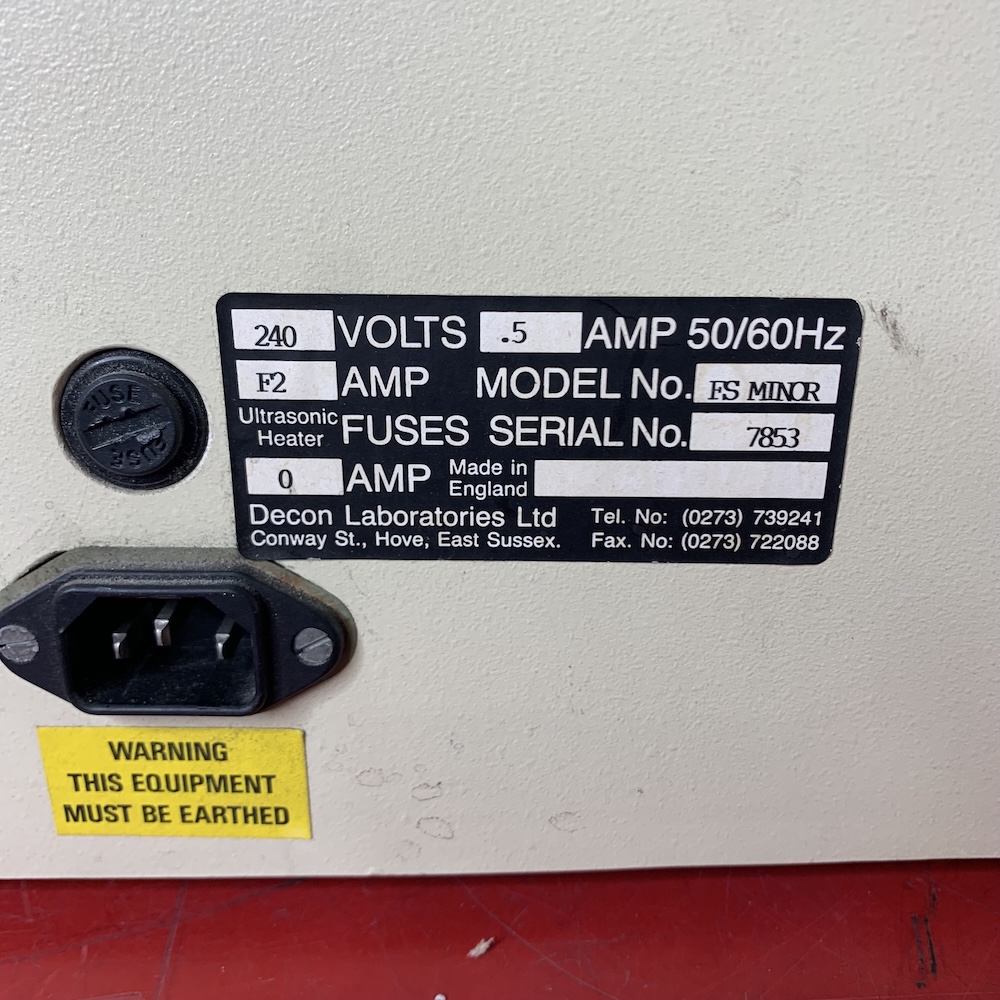 FUSE
FUSE
240 VOLTS .5 AMP 50/60Hz
F2 AMP MODEL No. FS MINOR
Ultrasonic
Heater FUSES SERIAL No. 7853
0 AMP Made in
England
Decon Laboratories Ltd Tel. No: (0273) 739241
Conway St., Hove, East Sussex. Fax. No: (0273) 722088
WARNING
THIS EQUIPMENT
MUST BE EARTHED